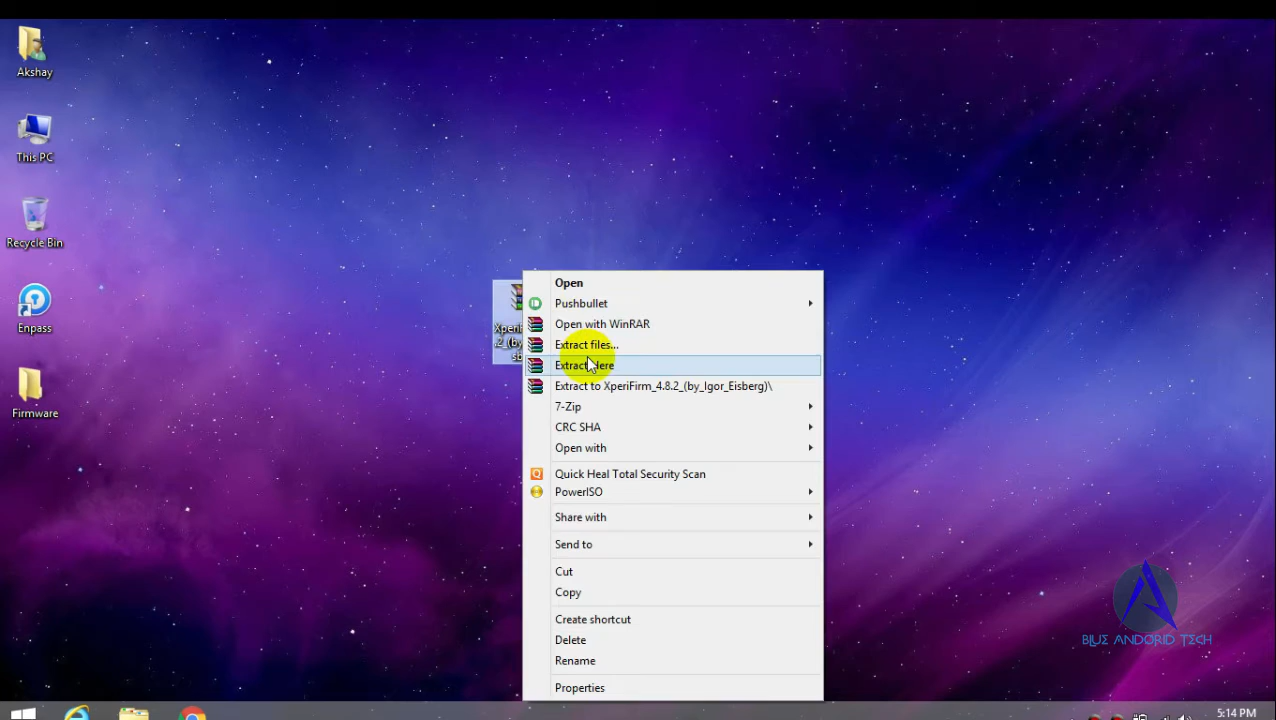 Akshay
This PC
Recycle Bin
Enpass
Firmware
Open
Pushbullet
Open with WinRAR
Extract files...
Extract Here
Extract to XperiFirm_4.8.2_(by_Igor_Eisberg)\
7-Zip
CRC SHA
Open with
Quick Heal Total Security Scan
PowerISO
Share with
Send to
Cut
Copy
Create shortcut
Delete
Rename
Properties
BLUE ANDORID TECH
5:14 PM